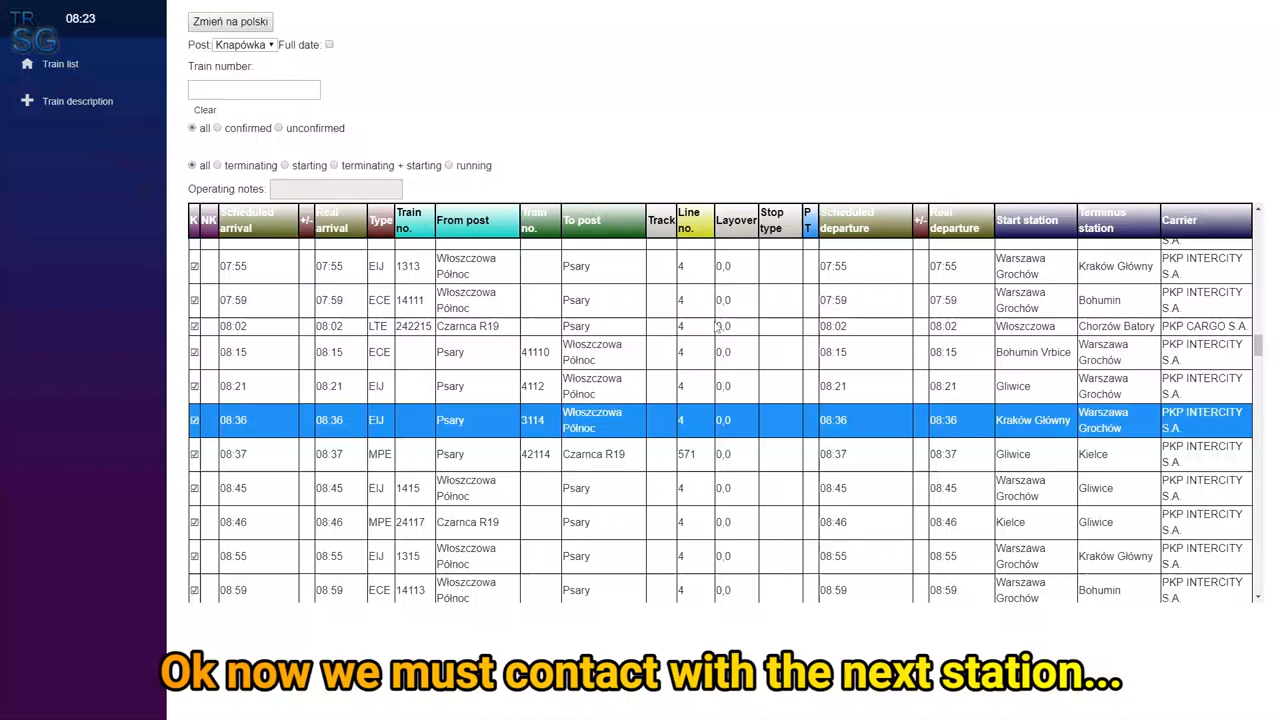 TR
SG
08:23
Train list
Train description
Zmień na polski
Post: Knapówka Full date:
Train number:
Clear
all confirmed unconfirmed
all terminating starting terminating + starting running
Operating notes:
K NK Scheduled arrival +/- Real arrival Type Train no. From post Train no. To post Track Line no. Layover Stop type P T Scheduled departure +/- Real departure Start station Terminus station Carrier
S.A.
07:55 07:55 EIJ 1313 Włoszczowa Północ Psary 4 0,0 07:55 07:55 Warszawa Grochów Kraków Główny PKP INTERCITY S.A.
07:59 07:59 ECE 14111 Włoszczowa Północ Psary 4 0,0 07:59 07:59 Warszawa Grochów Bohumin PKP INTERCITY S.A.
08:02 08:02 LTE 242215 Czarnca R19 Psary 4 0,0 08:02 08:02 Włoszczowa Chorzów Batory PKP CARGO S.A.
08:15 08:15 ECE Psary 41110 Włoszczowa Północ 4 0,0 08:15 08:15 Bohumin Vrbice Warszawa Grochów PKP INTERCITY S.A.
08:21 08:21 EIJ Psary 4112 Włoszczowa Północ 4 0,0 08:21 08:21 Gliwice Warszawa Grochów PKP INTERCITY S.A.
08:36 08:36 EIJ Psary 3114 Włoszczowa Północ 4 0,0 08:36 08:36 Kraków Główny Warszawa Grochów PKP INTERCITY S.A.
08:37 08:37 MPE Psary 42114 Czarnca R19 571 0,0 08:37 08:37 Gliwice Kielce PKP INTERCITY S.A.
08:45 08:45 EIJ 1415 Włoszczowa Północ Psary 4 0,0 08:45 08:45 Warszawa Grochów Gliwice PKP INTERCITY S.A.
08:46 08:46 MPE 24117 Czarnca R19 Psary 4 0,0 08:46 08:46 Kielce Gliwice PKP INTERCITY S.A.
08:55 08:55 EIJ 1315 Włoszczowa Północ Psary 4 0,0 08:55 08:55 Warszawa Grochów Kraków Główny PKP INTERCITY S.A.
08:59 08:59 ECE 14113 Włoszczowa Północ Psary 4 0,0 08:59 08:59 Warszawa Grochów Bohumin PKP INTERCITY S.A.
Ok now we must contact with the next station...